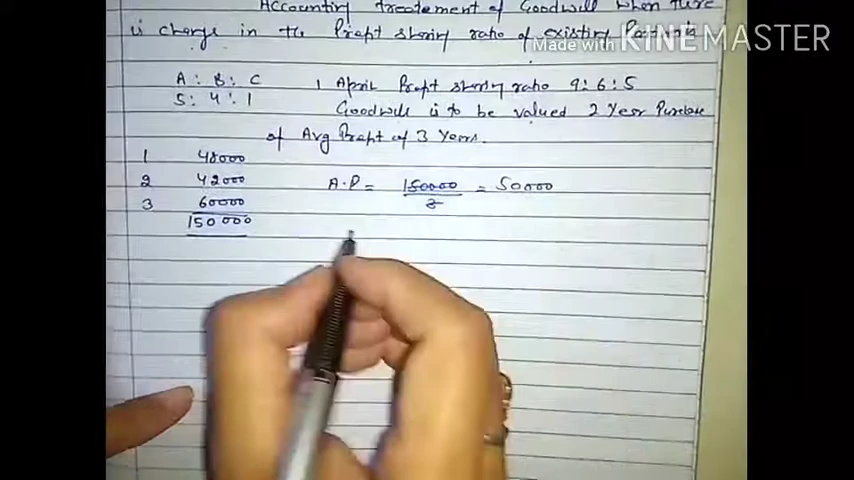 Accounting treatement of Goodwill when there
is change in the Profit sharing ratio of existing Partners
Made with KINEMASTER
A : B : C 1 April Profit sharing ratio 9:6:5
5 : 4 : 1 Goodwill is to be valued 2 Year Purchase
of Avg Profit of 3 Years.
1 48000
2 42000 A.P = 150000 = 50000
3 60000 3
150 000